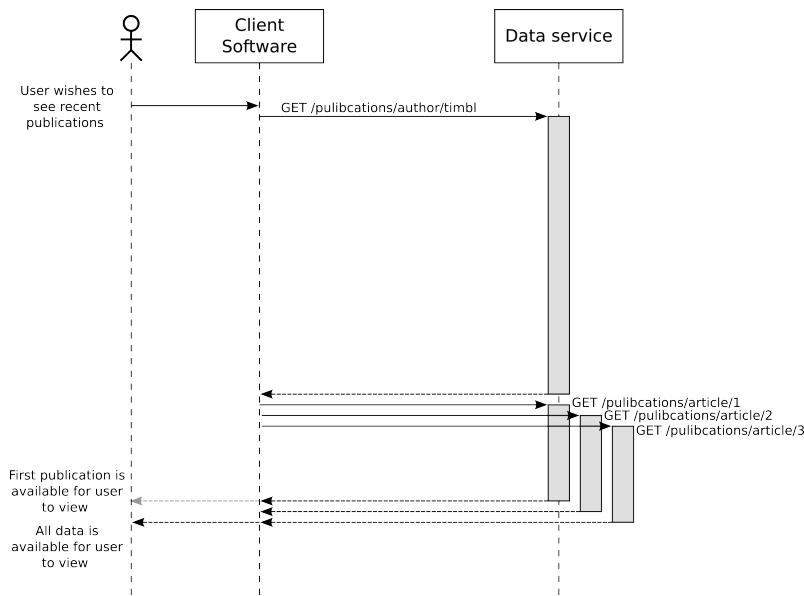 Client
Software
Data service
User wishes to
see recent
publications
GET /pulibcations/author/timbl
GET /pulibcations/article/1
GET /pulibcations/article/2
GET /pulibcations/article/3
First publication is
available for user
to view
All data is
available for user
to view